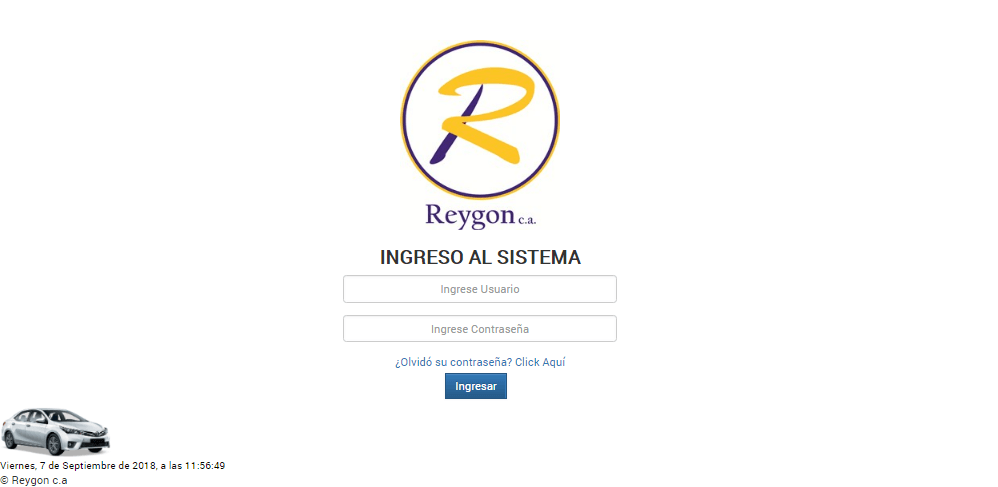 R
Reygon c.a.
INGRESO AL SISTEMA
Ingrese Usuario
Ingrese Contraseña
¿Olvidó su contraseña? Click Aquí
Ingresar
Viernes, 7 de Septiembre de 2018, a las 11:56:49
© Reygon c.a